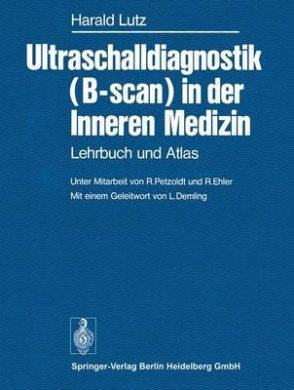 Harald Lutz
Ultraschalldiagnostik
(B-scan) in der
Inneren Medizin
Lehrbuch und Atlas
Unter Mitarbeit von R. Petzoldt und R. Ehler
Mit einem Geleitwort von L. Demling
Springer-Verlag Berlin Heidelberg GmbH